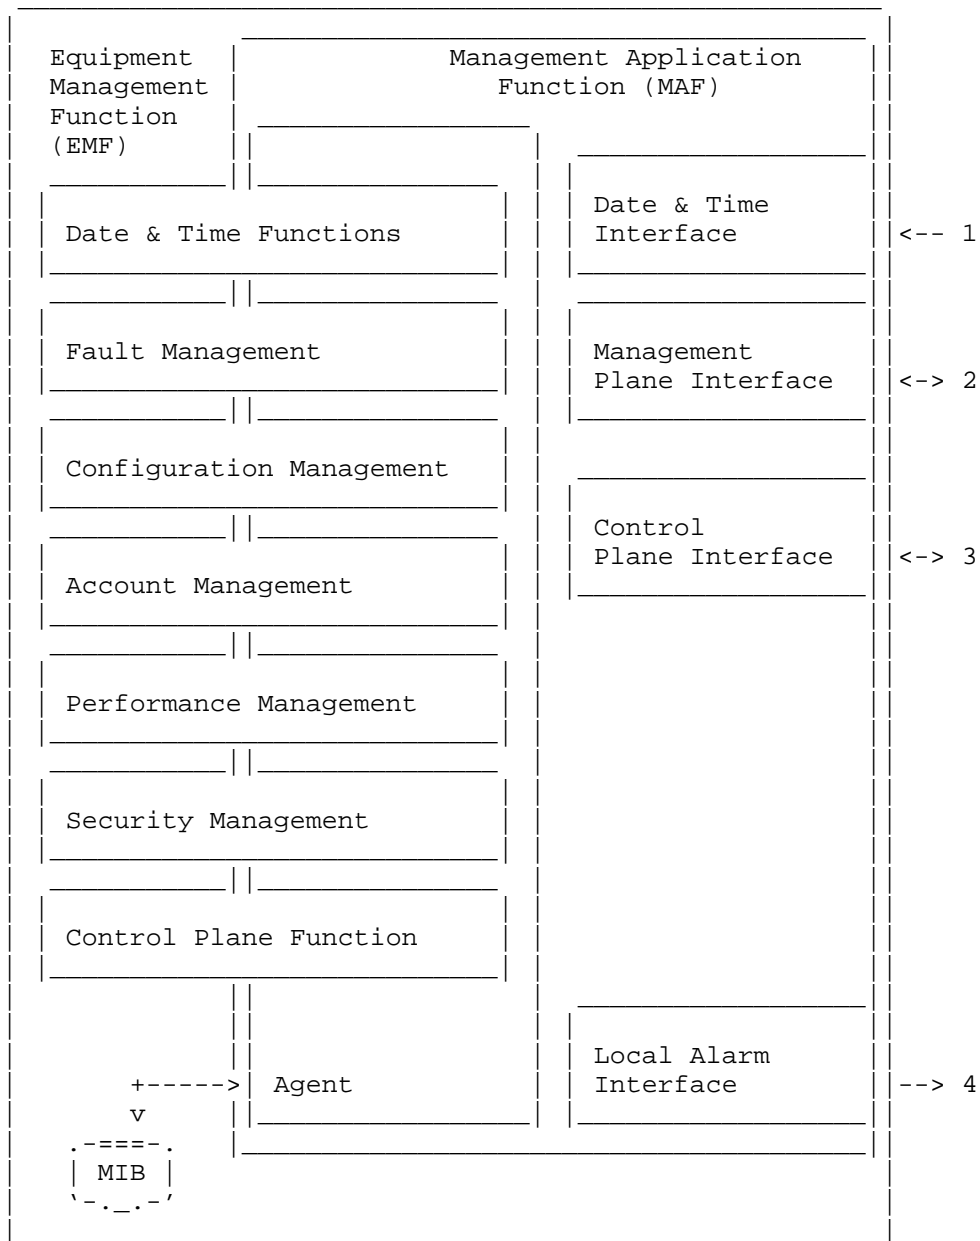 Equipment Management Application
Management Function (MAF)
Function
(EMF)
Date & Time
Date & Time Functions Interface <-- 1
Fault Management Management
Plane Interface <-> 2
Configuration Management
Control
Plane Interface <-> 3
Account Management
Performance Management
Security Management
Control Plane Function
Local Alarm
+-----> Agent Interface --> 4
v
.-===-.
MIB
'-._.-'